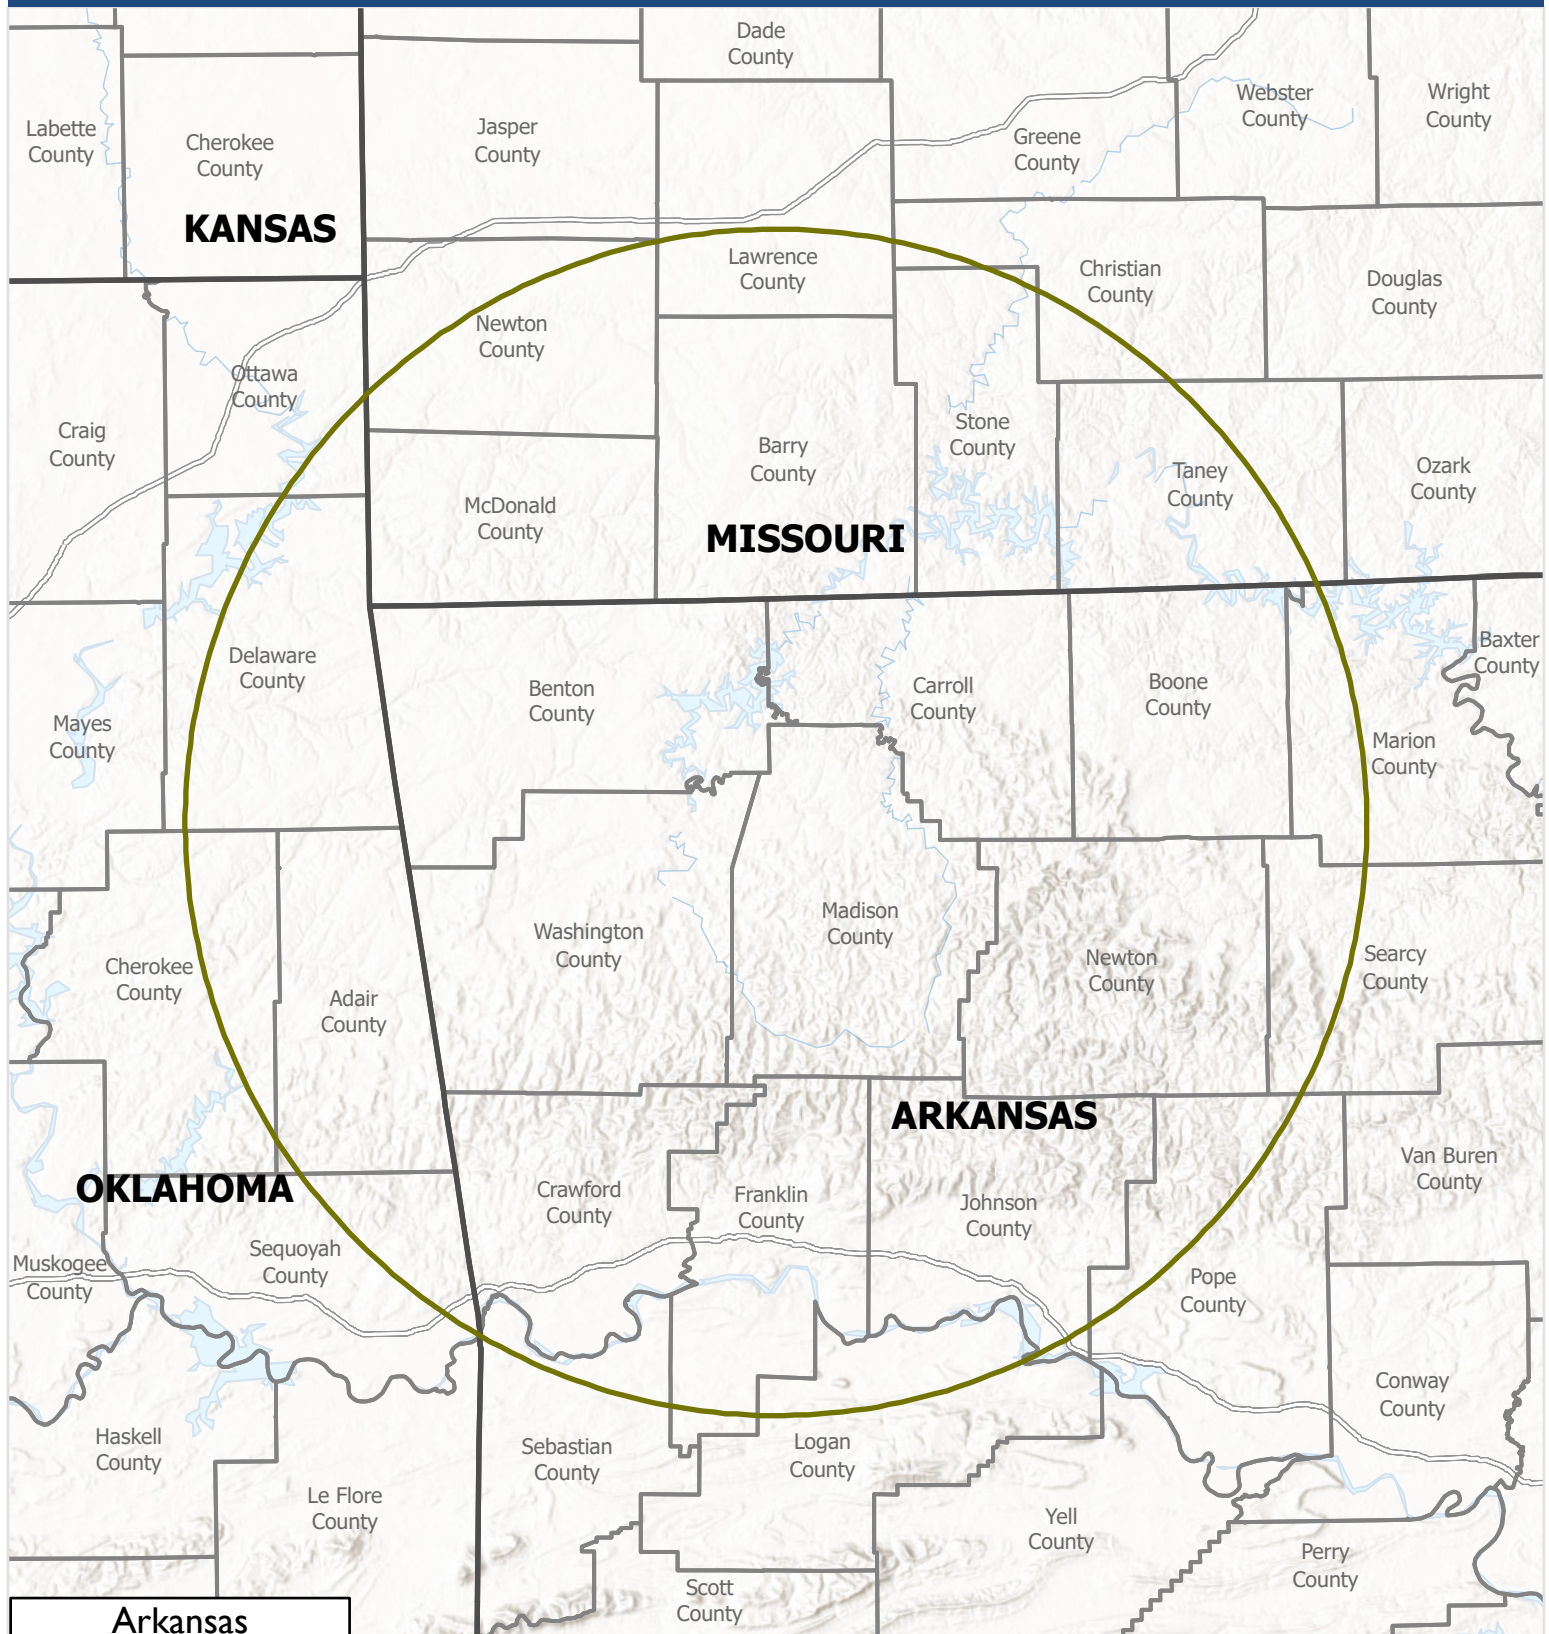 Dade
County
Labette
County
Cherokee
County
Jasper
County
Greene
County
Webster
County
Wright
County
KANSAS
Lawrence
County
Christian
County
Douglas
County
Newton
County
Ottawa
County
Craig
County
Barry
County
Stone
County
Taney
County
Ozark
County
McDonald
County
MISSOURI
Delaware
County
Benton
County
Carroll
County
Boone
County
Baxter
County
Mayes
County
Marion
County
Cherokee
County
Adair
County
Washington
County
Madison
County
Newton
County
Searcy
County
ARKANSAS
OKLAHOMA
Crawford
County
Franklin
County
Johnson
County
Van Buren
County
Muskogee
County
Sequoyah
County
Pope
County
Conway
County
Haskell
County
Sebastian
County
Logan
County
Le Flore
County
Yell
County
Perry
County
Scott
County
Arkansas